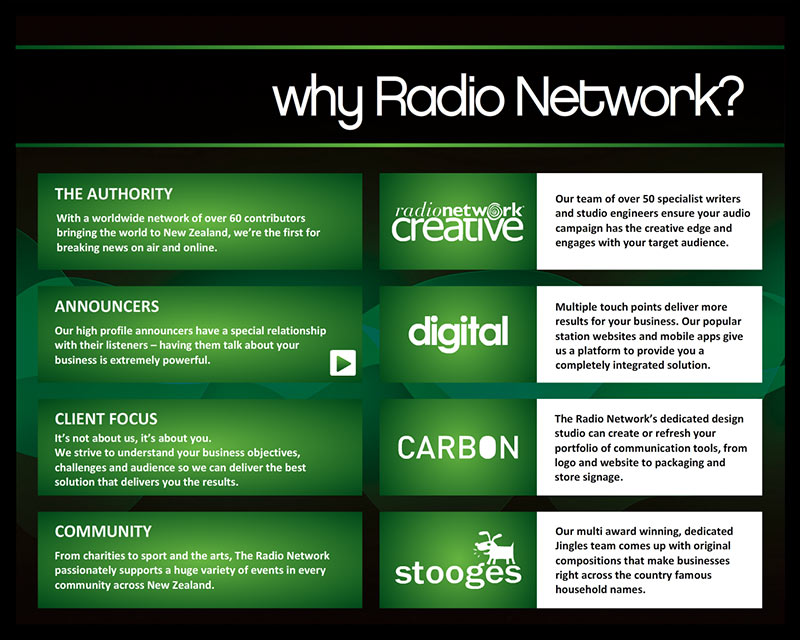 why Radio Network?
THE AUTHORITY
With a worldwide network of over 60 contributors
bringing the world to New Zealand, we're the first for
breaking news on air and online.
ANNOUNCERS
Our high profile announcers have a special relationship
with their listeners – having them talk about your
business is extremely powerful.
CLIENT FOCUS
It's not about us, it's about you.
We strive to understand your business objectives,
challenges and audience so we can deliver the best
solution that delivers you the results.
COMMUNITY
From charities to sport and the arts, The Radio Network
passionately supports a huge variety of events in every
community across New Zealand.
radionetwork
creative
Our team of over 50 specialist writers
and studio engineers ensure your audio
campaign has the creative edge and
engages with your target audience.
digital
Multiple touch points deliver more
results for your business. Our popular
station websites and mobile apps give
us a platform to provide you a
completely integrated solution.
CARBON
The Radio Network's dedicated design
studio can create or refresh your
portfolio of communication tools, from
logo and website to packaging and
store signage.
stooges
Our multi award winning, dedicated
Jingles team comes up with original
compositions that make businesses
right across the country famous
household names.